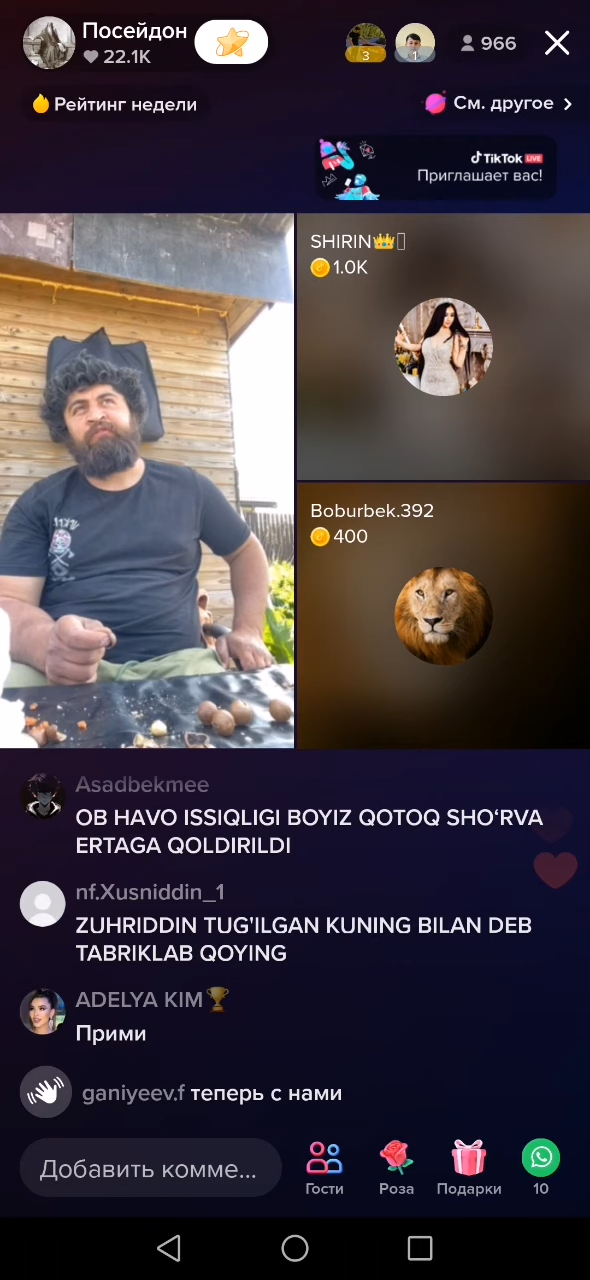 Посейдон
22.1K
3
1
966
Рейтинг недели
См. другое
TikTok LIVE
Приглашает вас!
SHIRIN
1.0K
Boburbek.392
400
Asadbekmee
OB HAVO ISSIQLIGI BOYIZ QOTOQ SHO‘RVA
ERTAGA QOLDIRILDI
nf.Xusniddin_1
ZUHRIDDIN TUG'ILGAN KUNING BILAN DEB
TABRIKLAB QOYING
ADELYA KIM
Прими
ganiyeev.f теперь с нами
Добавить комме...
Гости
Роза
Подарки
10